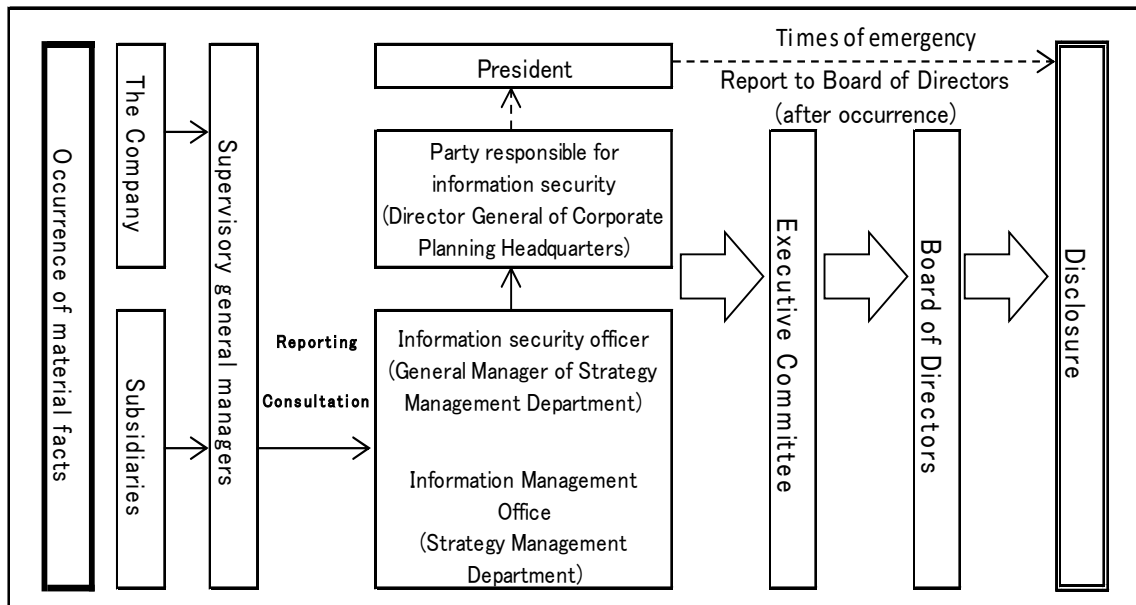 Occurrence of material facts
The Company
Subsidiaries
Supervisory general managers
Reporting
Consultation
President
Party responsible for
information security
(Director General of Corporate
Planning Headquarters)
Information security officer
(General Manager of Strategy
Management Department)
Information Management
Office
(Strategy Management
Department)
Times of emergency
Report to Board of Directors
(after occurrence)
Executive Committee
Board of Directors
Disclosure